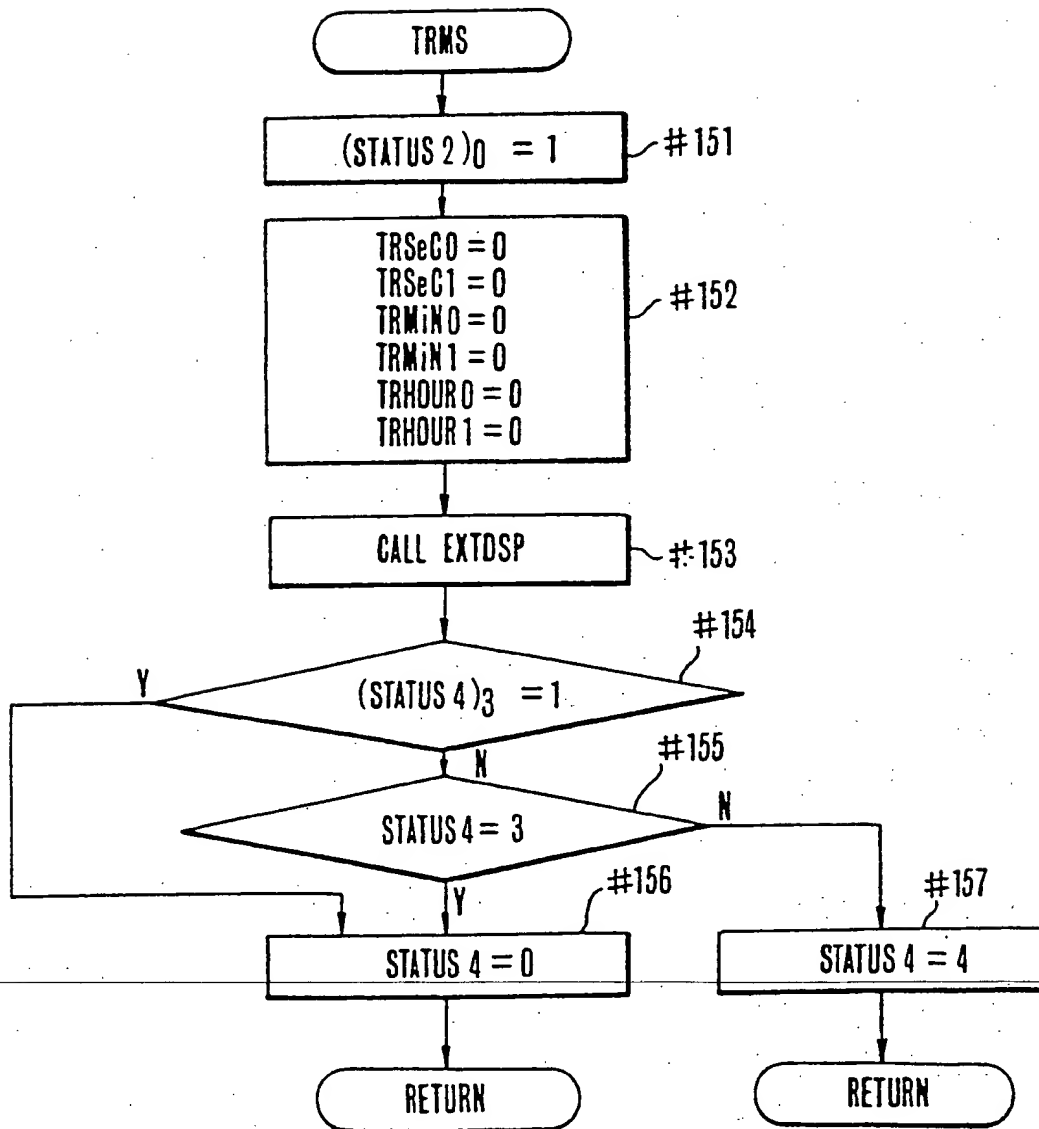 TRMS
(STATUS 2)0 = 1
#151
TRSeC0 = 0
TRSeC1 = 0
TRMiN0 = 0
TRMiN1 = 0
TRHOUR0 = 0
TRHOUR1 = 0
#152
CALL EXTDSP
#153
#154
Y
(STATUS 4)3 = 1
N
#155
STATUS 4 = 3
N
Y
#156
#157
STATUS 4 = 0
STATUS 4 = 4
RETURN
RETURN